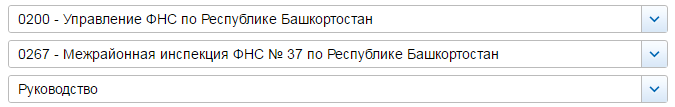 0200 - Управление ФНС по Республике Башкортостан
0267 - Межрайонная инспекция ФНС № 37 по Республике Башкортостан
Руководство